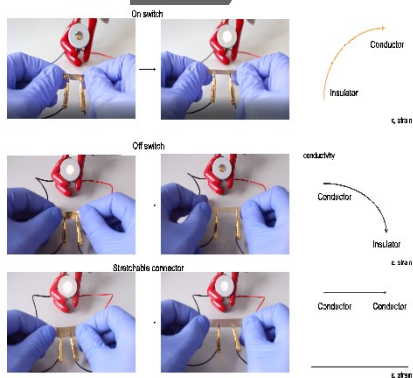 On switch
Conductor
Insulator
ε, strain
Off switch
conductivity
Conductor
Insulator
ε, strain
Stretchable connector
Conductor Conductor
ε, strain